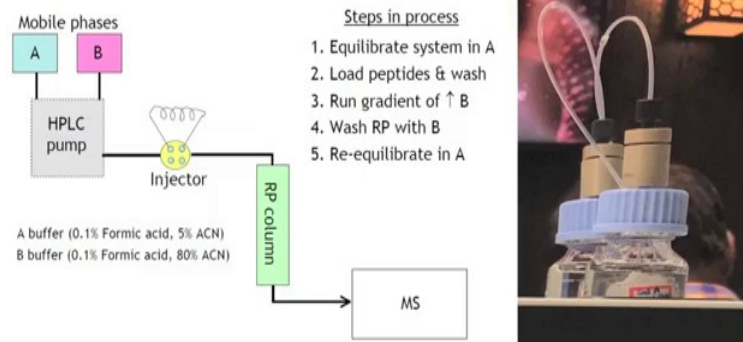 Mobile phases
A
B
HPLC
pump
Injector
RP column
MS
A buffer (0.1% Formic acid, 5% ACN)
B buffer (0.1% Formic acid, 80% ACN)
Steps in process
1. Equilibrate system in A
2. Load peptides & wash
3. Run gradient of ↑ B
4. Wash RP with B
5. Re-equilibrate in A